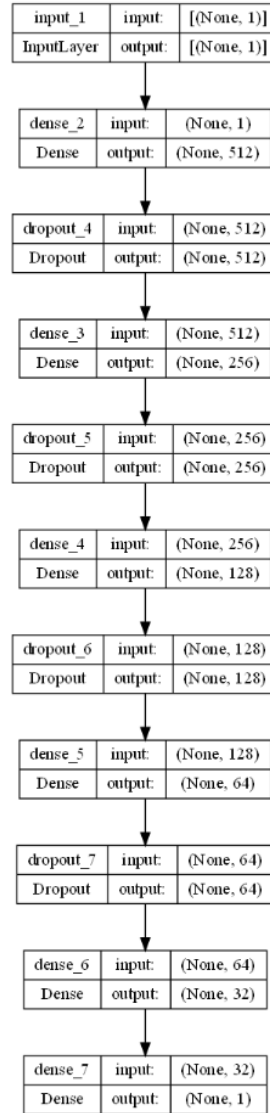 input_1 input: [(None, 1)]
InputLayer output: [(None, 1)]
dense_2 input: (None, 1)
Dense output: (None, 512)
dropout_4 input: (None, 512)
Dropout output: (None, 512)
dense_3 input: (None, 512)
Dense output: (None, 256)
dropout_5 input: (None, 256)
Dropout output: (None, 256)
dense_4 input: (None, 256)
Dense output: (None, 128)
dropout_6 input: (None, 128)
Dropout output: (None, 128)
dense_5 input: (None, 128)
Dense output: (None, 64)
dropout_7 input: (None, 64)
Dropout output: (None, 64)
dense_6 input: (None, 64)
Dense output: (None, 32)
dense_7 input: (None, 32)
Dense output: (None, 1)